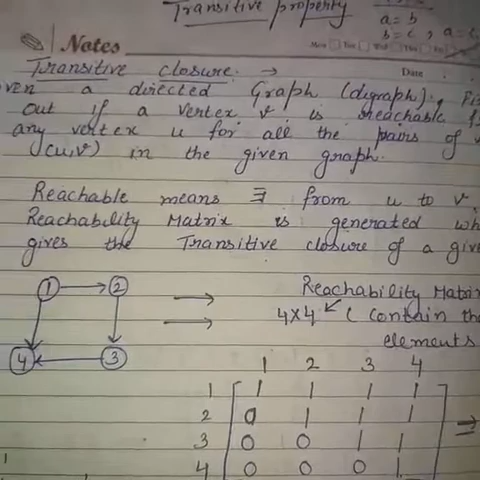 Transitive property
a = b
b = c, a = c
Notes
Date
Transitive closure. →
a directed Graph (digraph),
out if a vertex v is reachable
any vertex u for all the pairs of
(u,v) in the given graph.
Reachable means ∃ from u to v.
Reachability Matrix is generated
gives the Transitive closure of a
1 → 2 → Reachability Matrix
→ 4x4 (contain the
4 3 elements
1 2 3 4
1 1 1 1 1
2 0 1 1 1
3 0 0 1 1
4 0 0 0 1